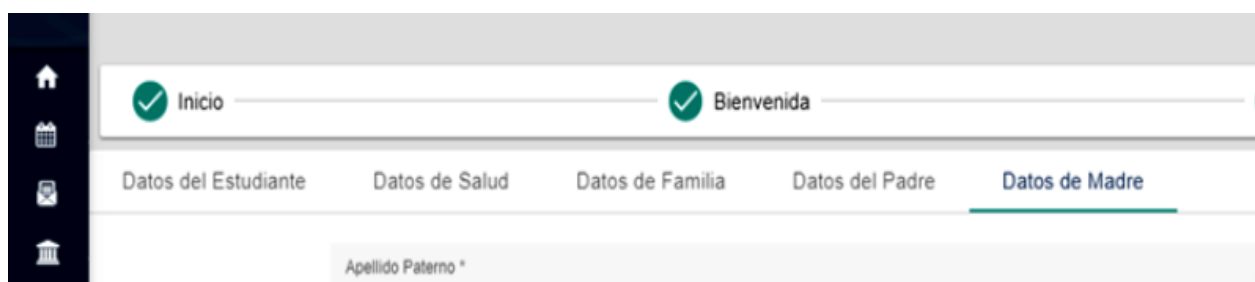 Inicio Bienvenida
Datos del Estudiante Datos de Salud Datos de Familia Datos del Padre Datos de Madre
Apellido Paterno *